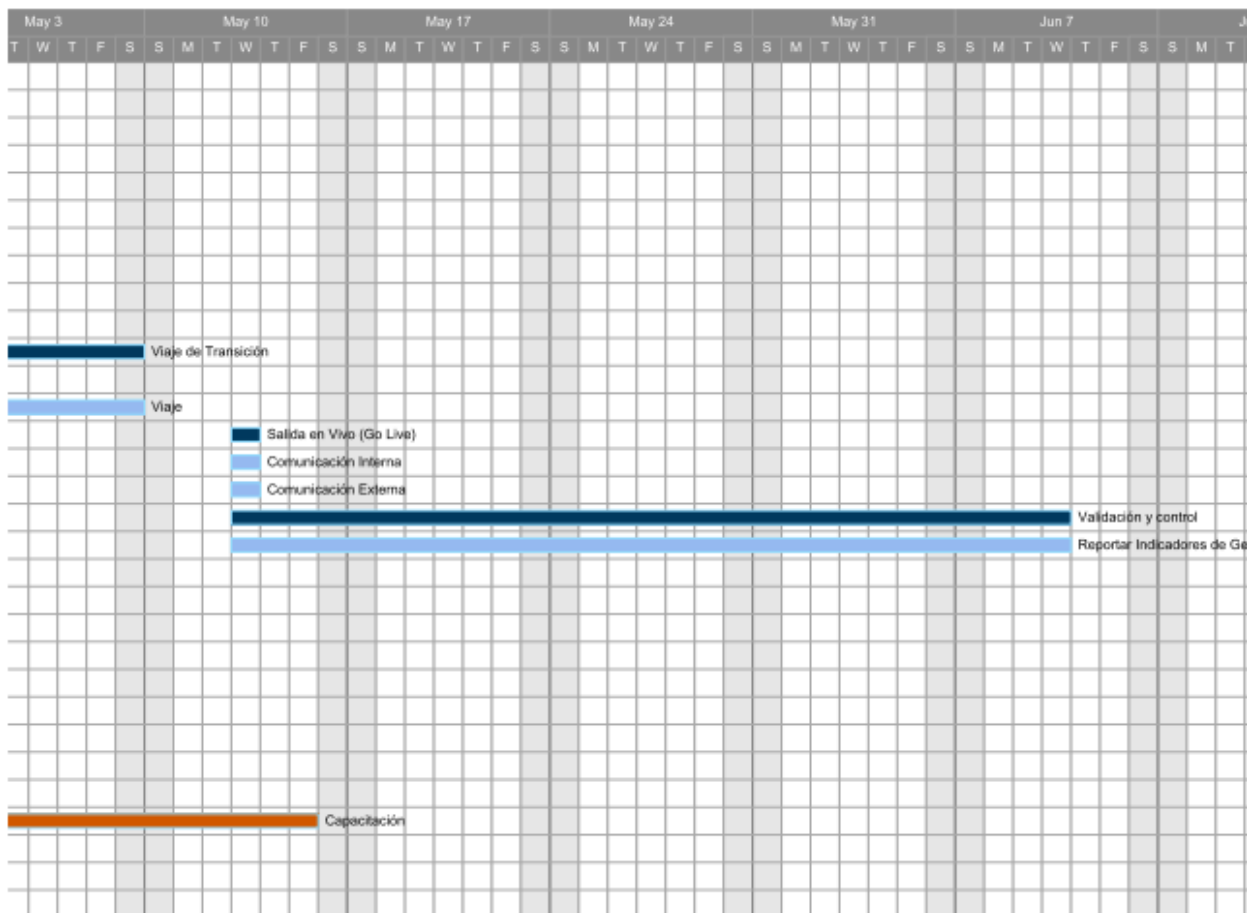 May 3 May 10 May 17 May 24 May 31 Jun 7
T W T F S S M T W T F S S M T W T F S S M T W T F S S M T W T F S S M T W T F S S M T
Viaje de Transición
Viaje
Salida en Vivo (Go Live)
Comunicación Interna
Comunicación Externa
Validación y control
Reportar Indicadores de
Capacitación